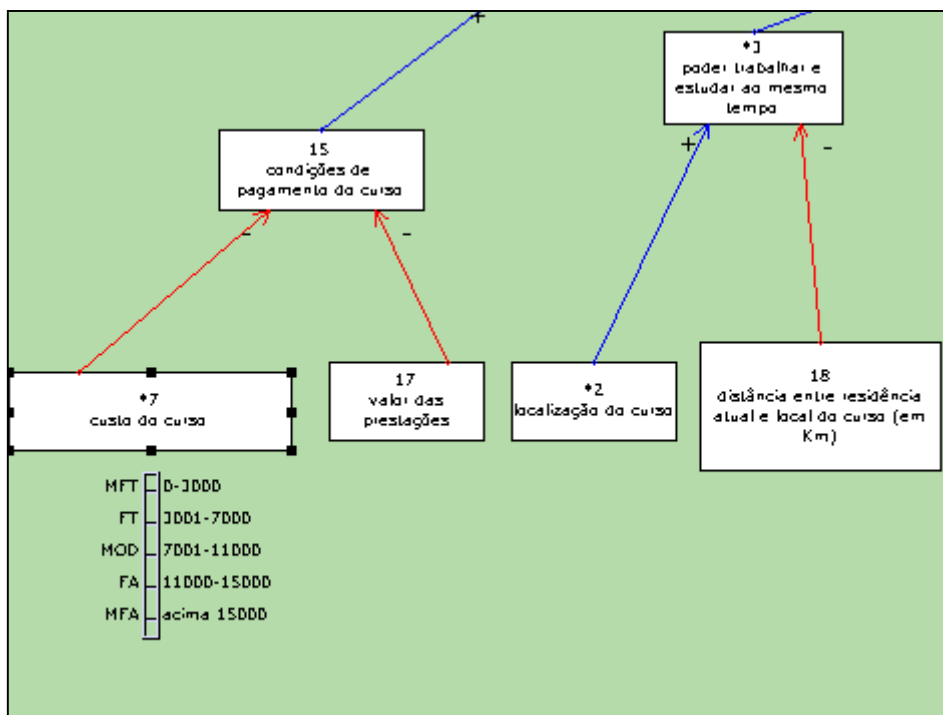 +
*3
poder trabalhar e
estudar ao mesmo
tempo
15
condições de
pagamento do curso
+
-
-
-
*7
custo do curso
17
valor das
prestações
*2
localização do curso
18
distância entre residência
atual e local do curso (em
Km)
MFT 0-3000
FT 3001-7000
MOD 7001-11000
FA 11000-15000
MFA acima 15000